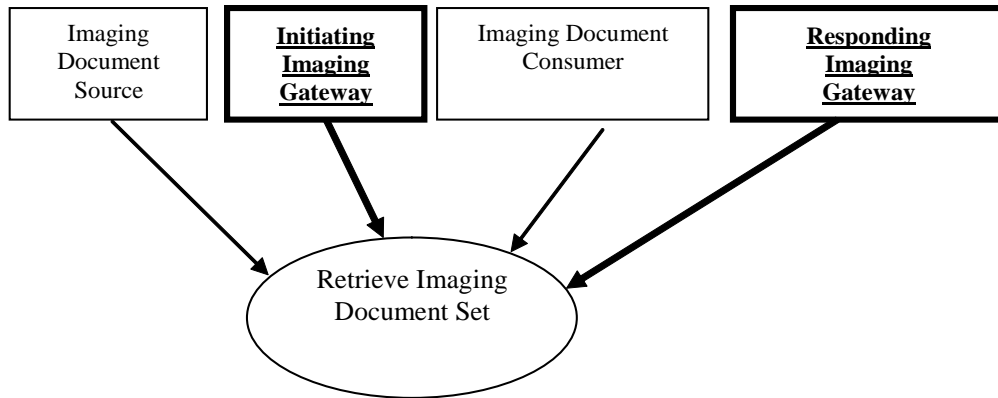 Imaging
Document
Source
Initiating
Imaging
Gateway
Imaging Document
Consumer
Responding
Imaging
Gateway
Retrieve Imaging
Document Set